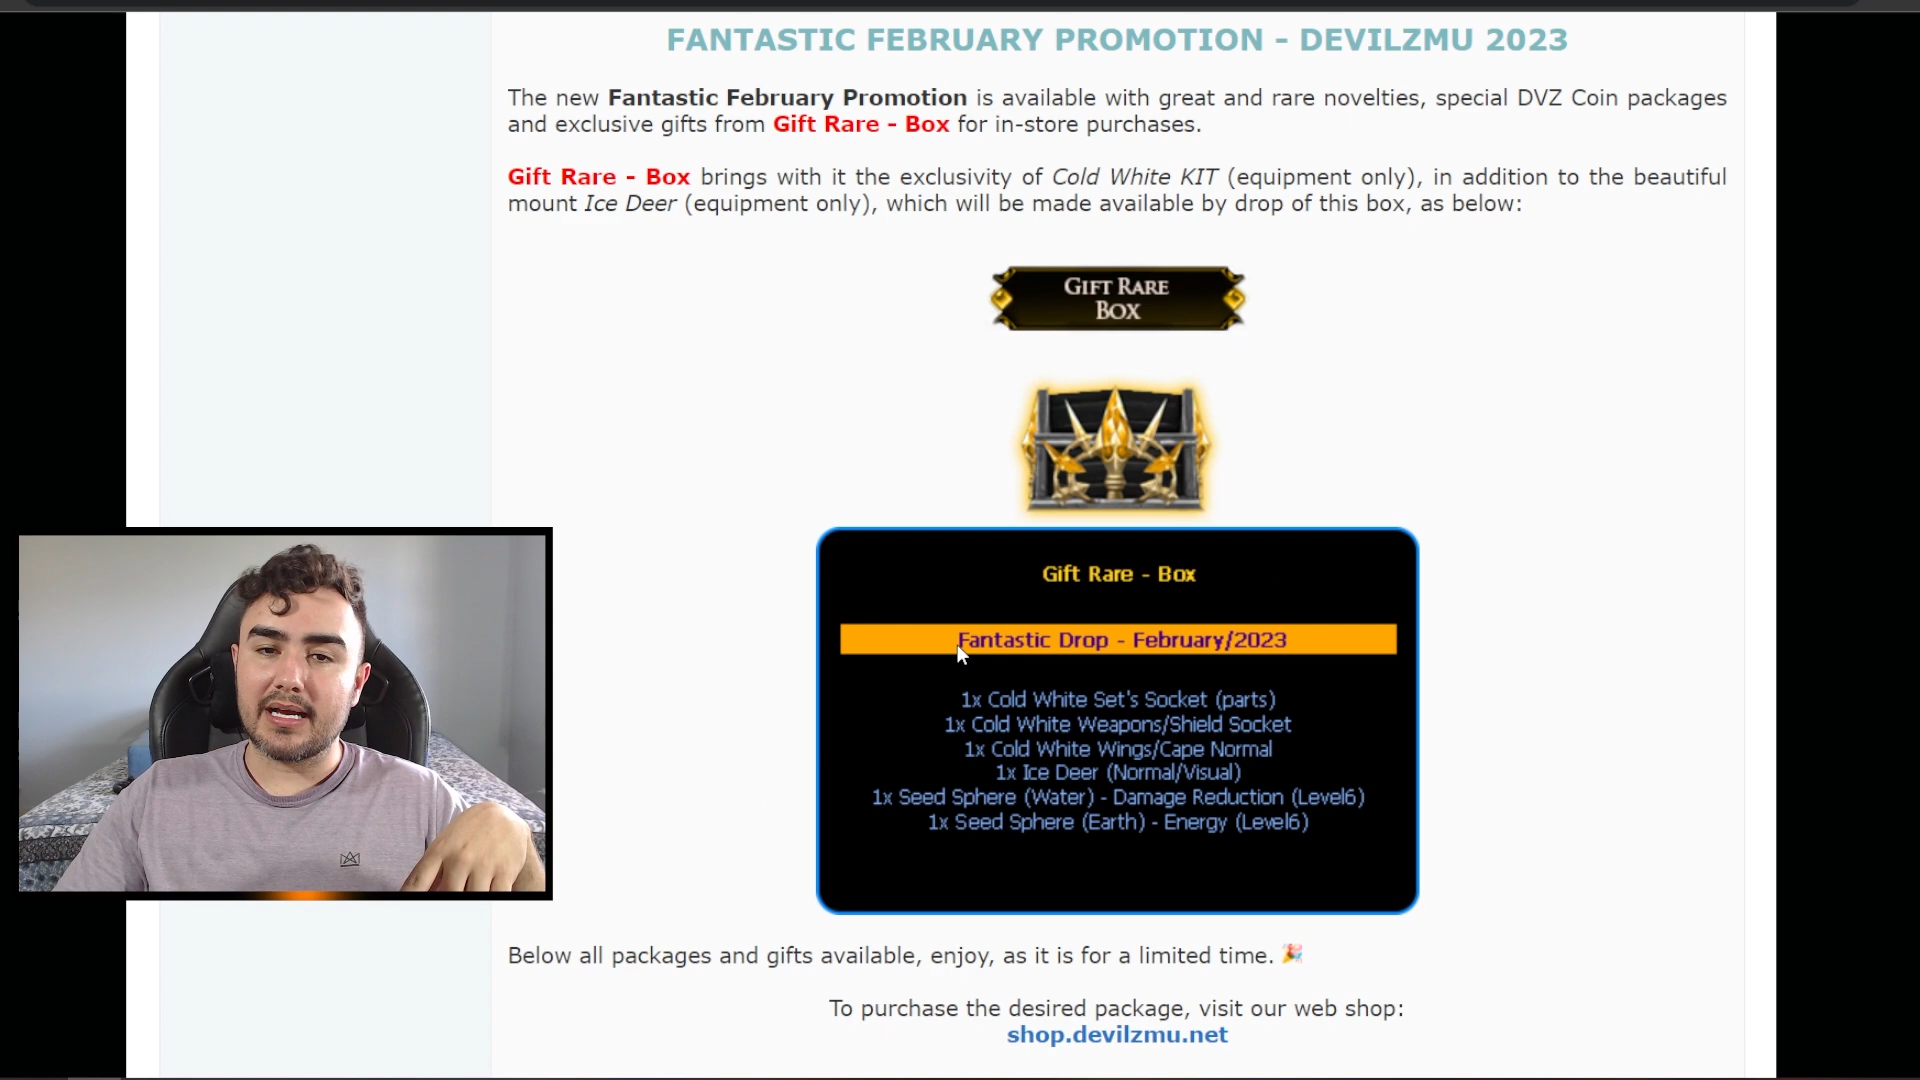 FANTASTIC FEBRUARY PROMOTION - DEVILZMU 2023
The new Fantastic February Promotion is available with great and rare novelties, special DVZ Coin packages
and exclusive gifts from Gift Rare - Box for in-store purchases.
Gift Rare - Box brings with it the exclusivity of Cold White KIT (equipment only), in addition to the beautiful
mount Ice Deer (equipment only), which will be made available by drop of this box, as below:
GIFT RARE
BOX
Gift Rare - Box
Fantastic Drop - February/2023
1x Cold White Set's Socket (parts)
1x Cold White Weapons/Shield Socket
1x Cold White Wings/Cape Normal
1x Ice Deer (Normal/Visual)
1x Seed Sphere (Water) - Damage Reduction (Level6)
1x Seed Sphere (Earth) - Energy (Level6)
Below all packages and gifts available, enjoy, as it is for a limited time. 🎉
To purchase the desired package, visit our web shop:
shop.devilzmu.net